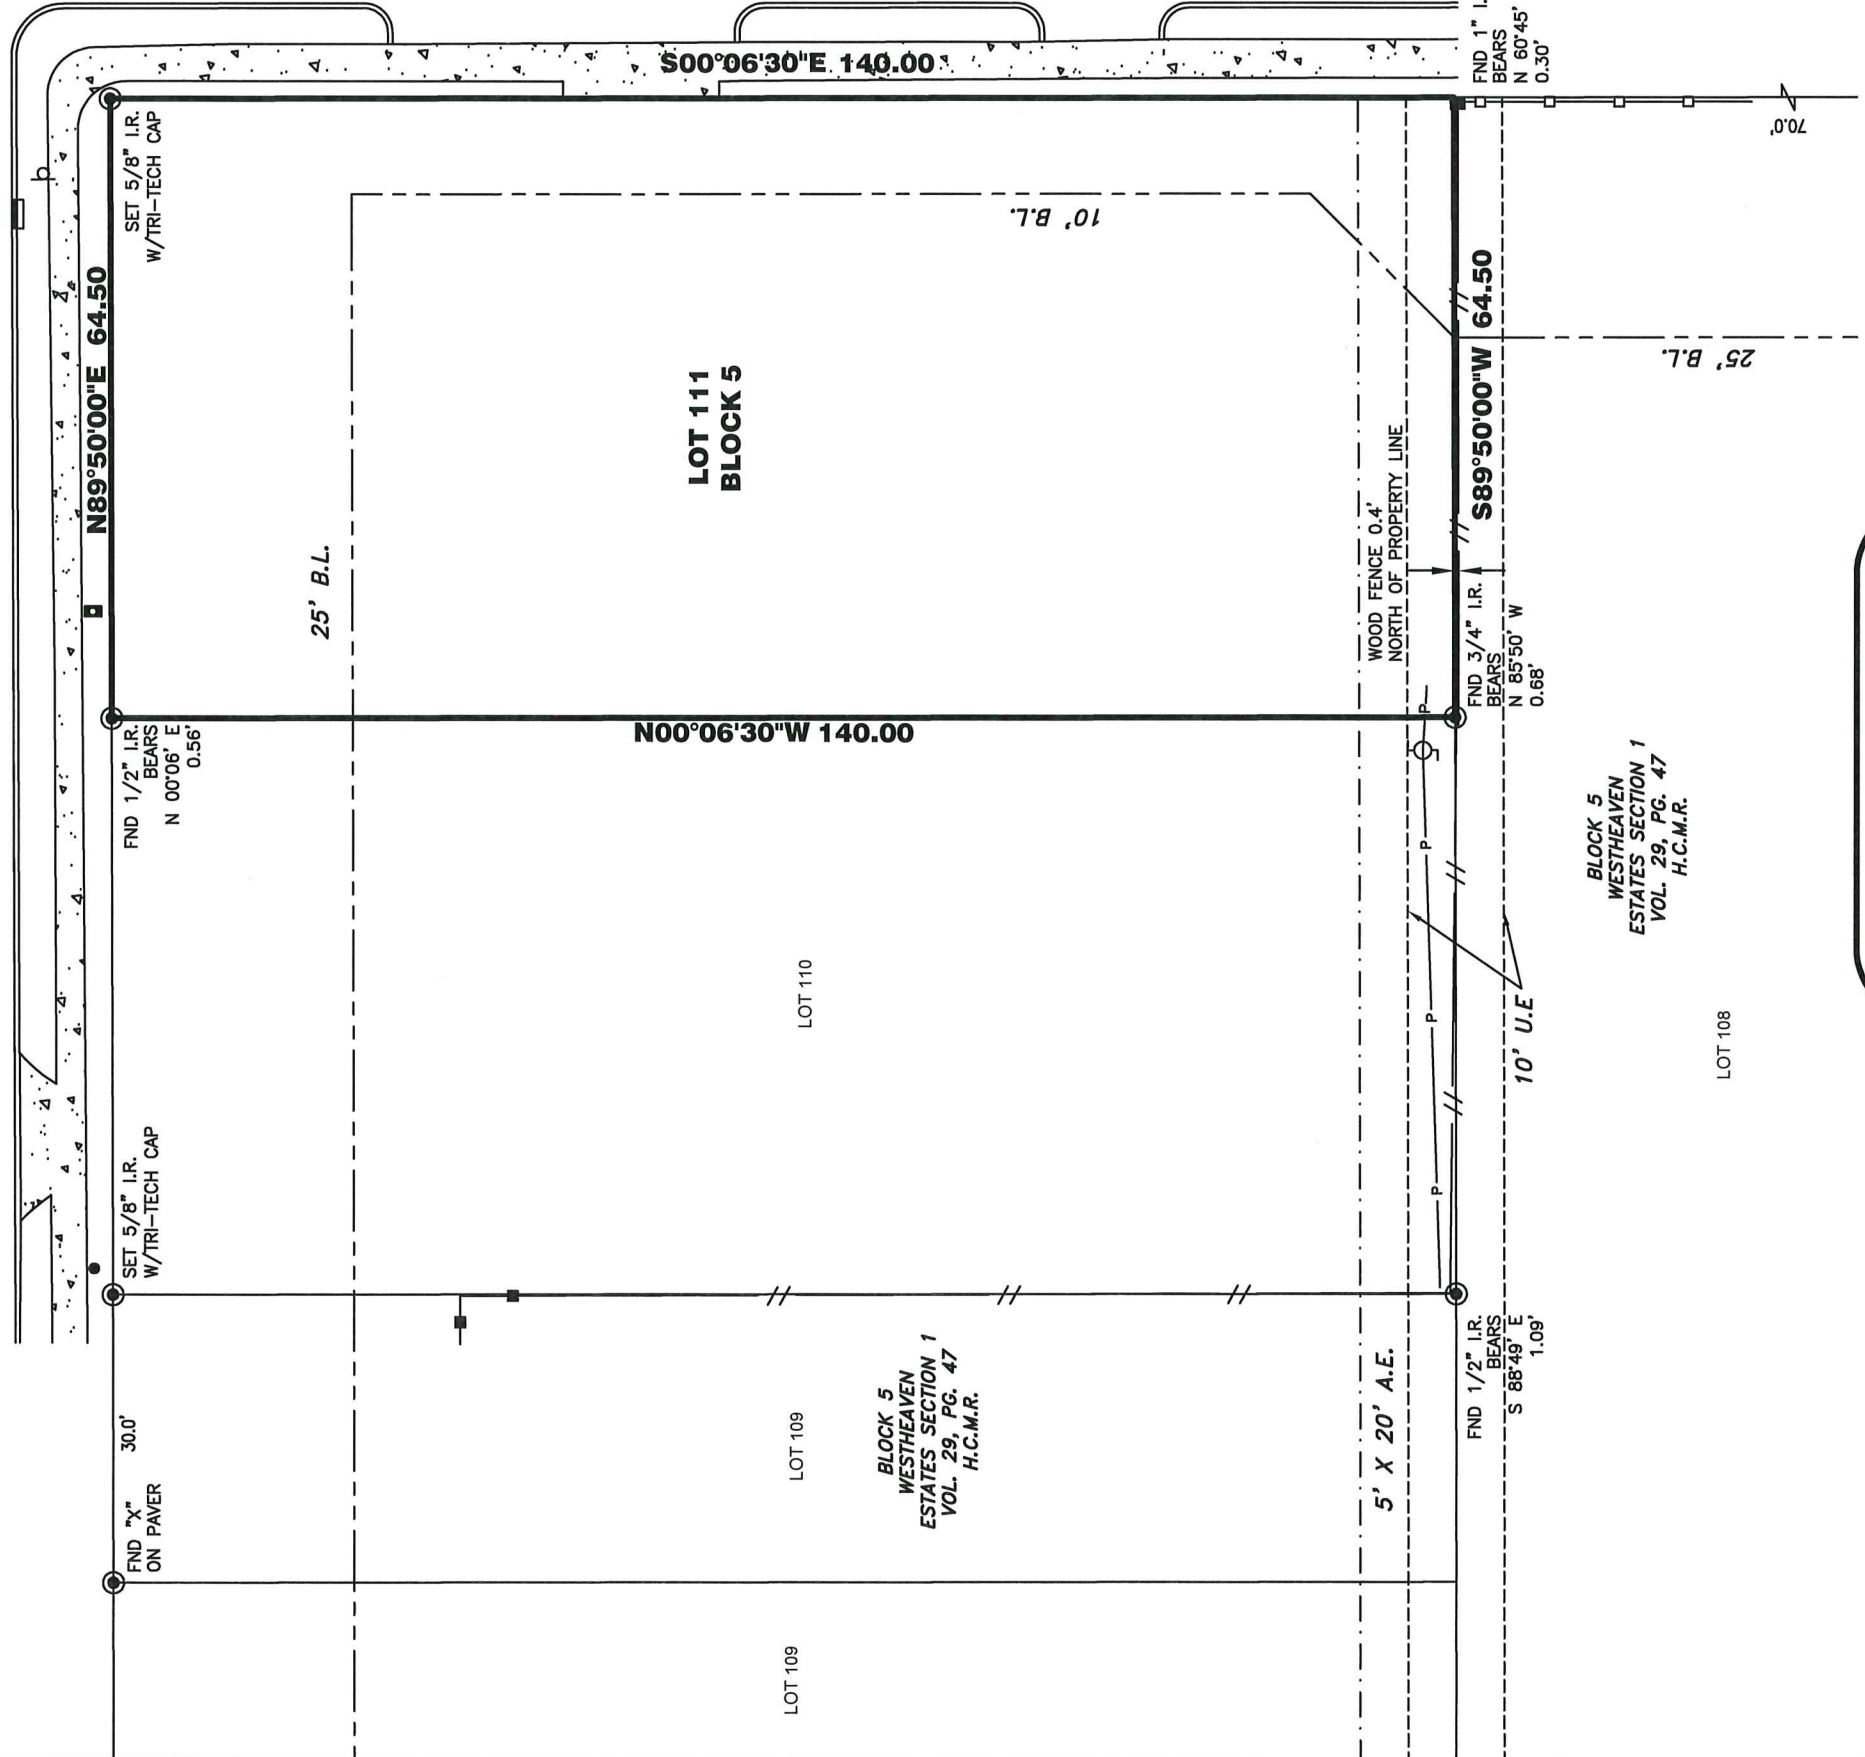 S00°06'30"E 140.00
FND 1" I.
BEARS
N 60°45'
0.30'
70.0'
SET 5/8" I.R.
W/TRI-TECH CAP
N89°50'00"E 64.50
10' B.L.
25' B.L.
LOT 111
BLOCK 5
25' B.L.
WOOD FENCE 0.4'
NORTH OF PROPERTY LINE
S89°50'00"W 64.50
FND 3/4" I.R.
BEARS
N 85°50' W
0.68'
FND 1/2" I.R.
BEARS
N 00°06' E
0.56'
N00°06'30"W 140.00
P
P
P
P
BLOCK 5
WESTHEAVEN
ESTATES SECTION 1
VOL. 29, PG. 47
H.C.M.R.
LOT 110
10' U.E
LOT 108
SET 5/8" I.R.
W/TRI-TECH CAP
30.0'
FND "X"
ON PAVER
LOT 109
BLOCK 5
WESTHEAVEN
ESTATES SECTION 1
VOL. 29, PG. 47
H.C.M.R.
5' X 20' A.E.
FND 1/2" I.R.
BEARS
S 88°49' E
1.09'
LOT 109